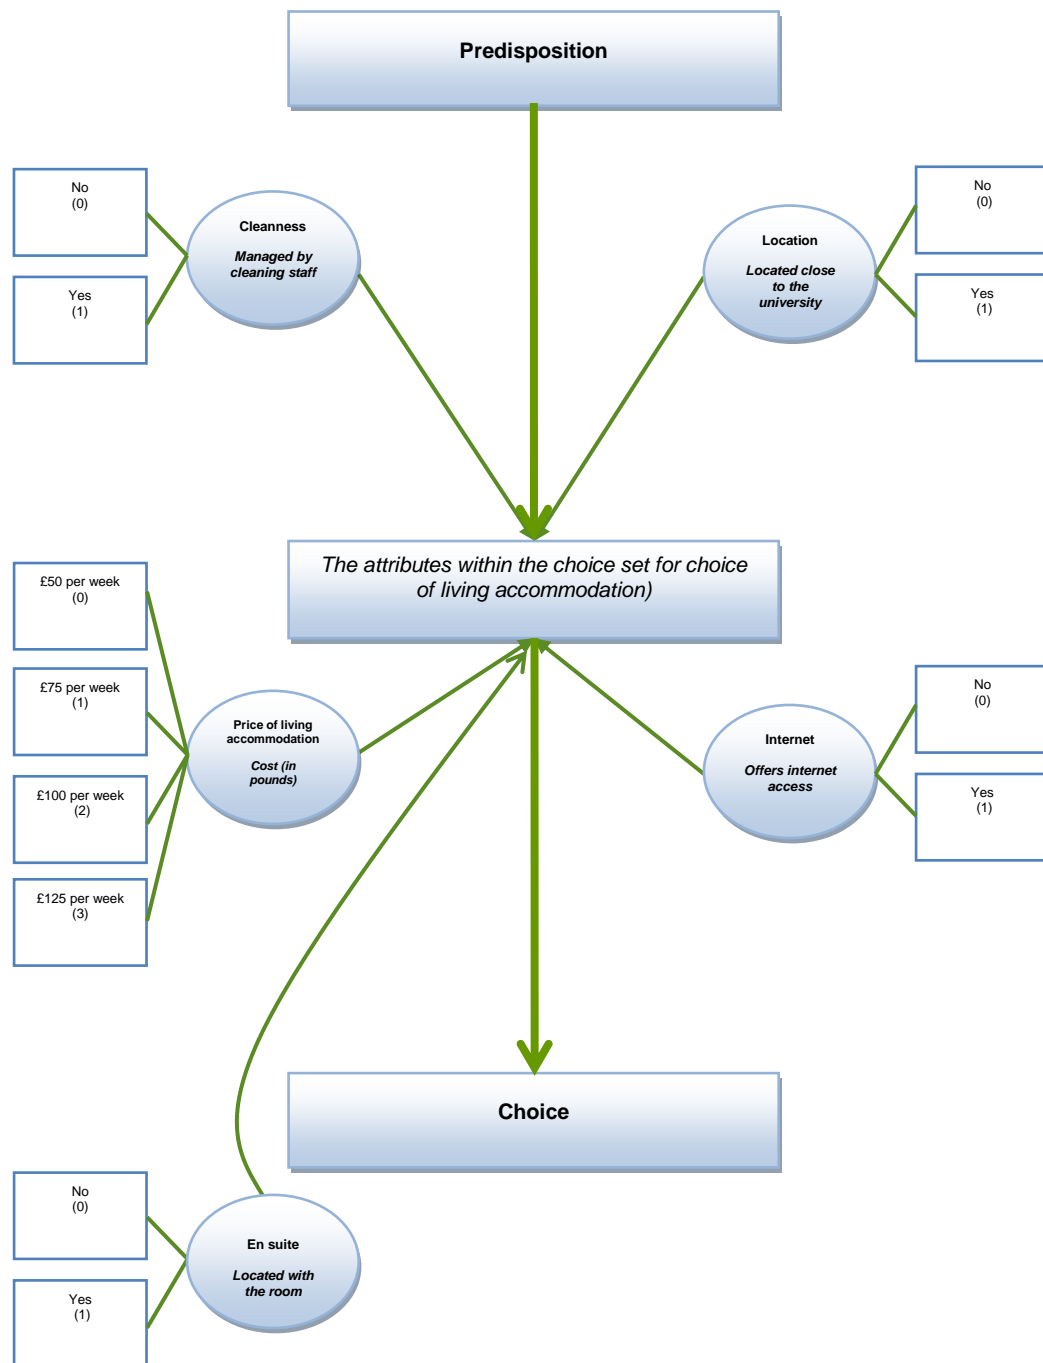 Predisposition
No
(0)
Yes
(1)
Cleanness
Managed by
cleaning staff
Location
Located close
to the
university
No
(0)
Yes
(1)
The attributes within the choice set for choice
of living accommodation)
£50 per week
(0)
£75 per week
(1)
£100 per week
(2)
£125 per week
(3)
Price of living
accommodation
Cost (in
pounds)
Internet
Offers internet
access
No
(0)
Yes
(1)
Choice
No
(0)
Yes
(1)
En suite
Located with
the room